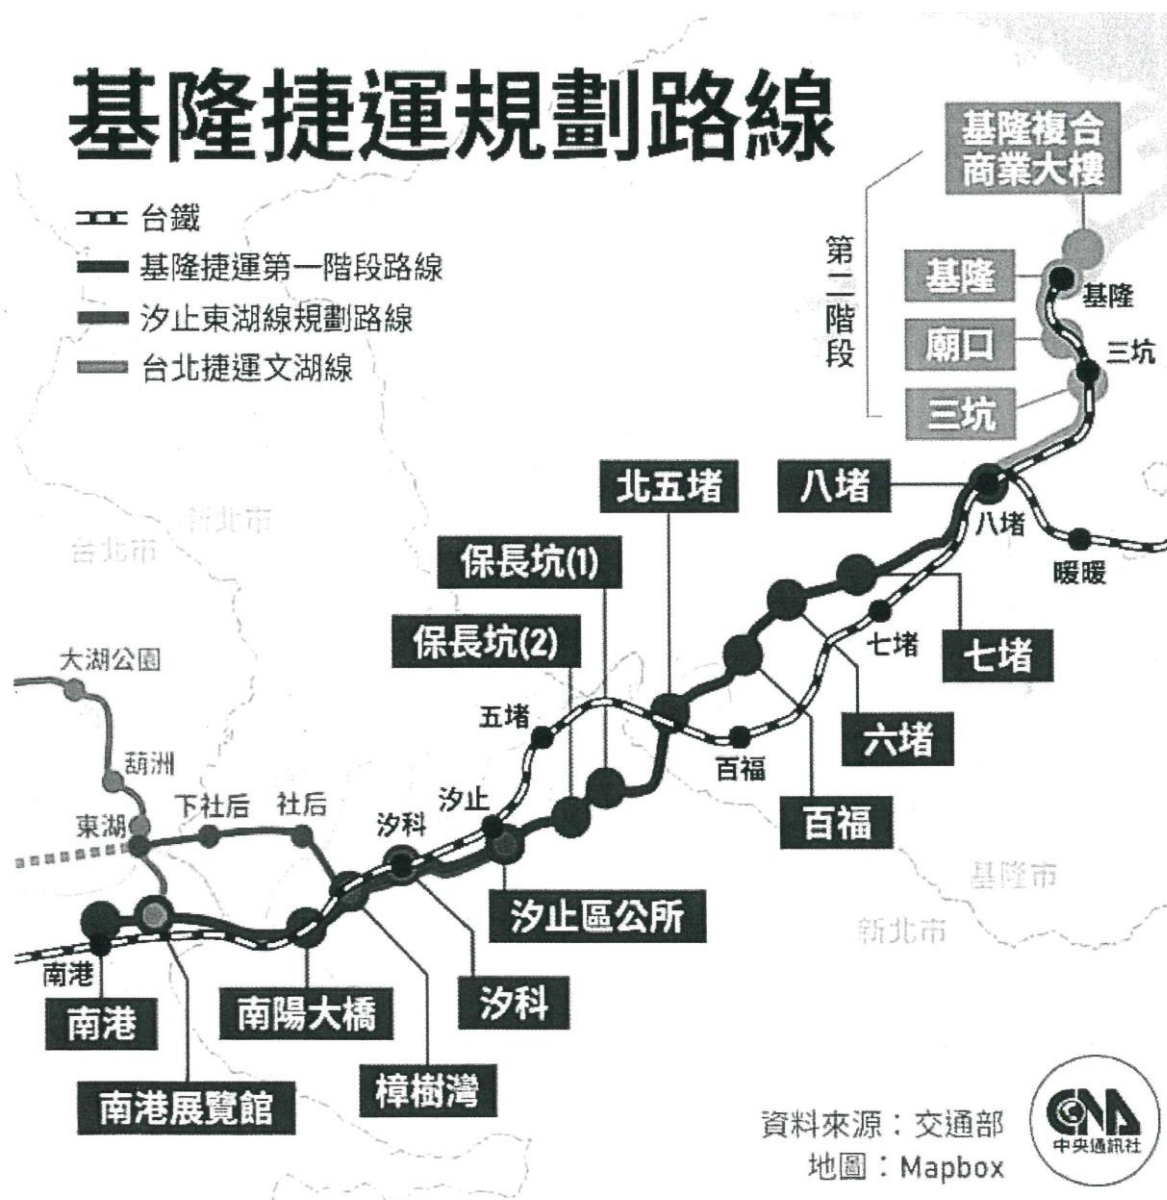 基隆捷運規劃路線
台鐵
基隆捷運第一階段路線
汐止東湖線規劃路線
台北捷運文湖線
基隆複合
商業大樓
第二階段
基隆
基隆
廟口
三坑
三坑
北五堵
八堵
八堵
新北市
台北市
保長坑(1)
暖暖
保長坑(2)
七堵
七堵
大湖公園
五堵
六堵
百福
葫洲
百福
下社后
社后
汐止
汐科
東湖
基隆市
汐止區公所
新北市
南港
南港
南陽大橋
汐科
南港展覽館
樟樹灣
資料來源：交通部
地圖：Mapbox
CNA
中央通訊社